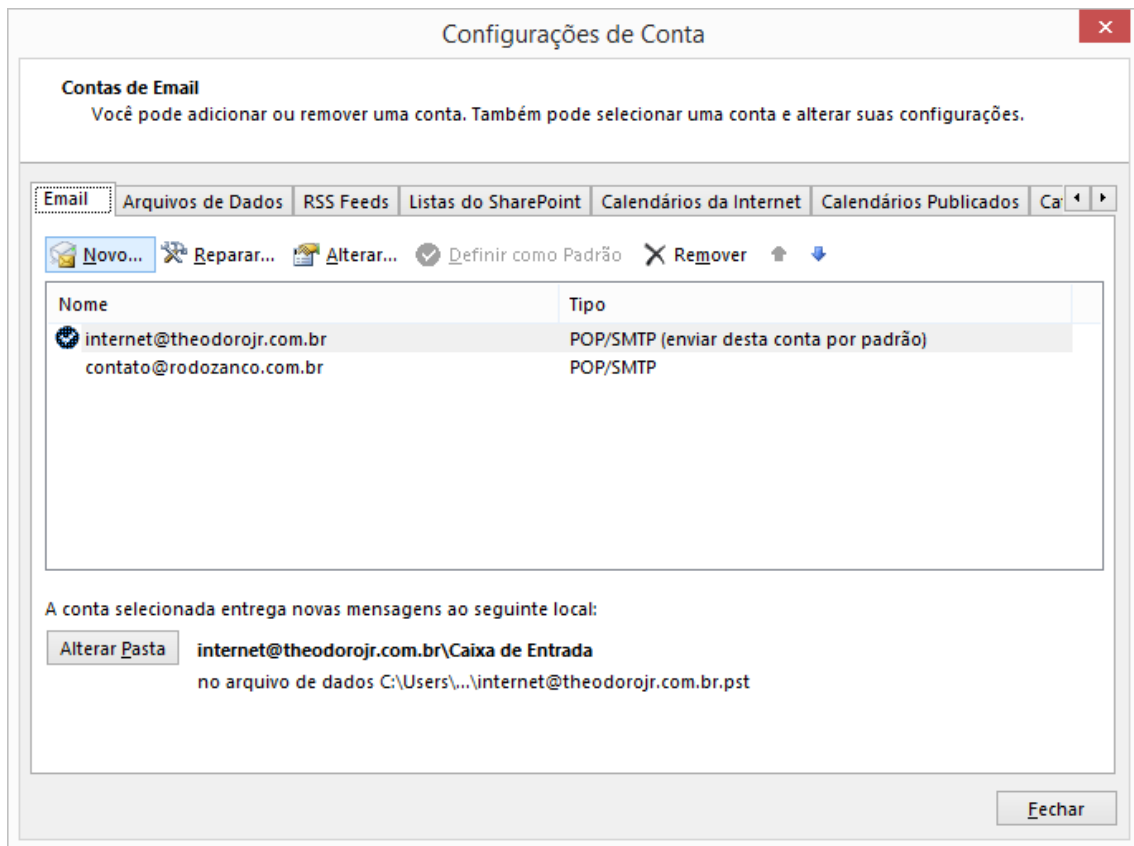 Configurações de Conta
Contas de Email
Você pode adicionar ou remover uma conta. Também pode selecionar uma conta e alterar suas configurações.
Email Arquivos de Dados RSS Feeds Listas do SharePoint Calendários da Internet Calendários Publicados
Novo... Reparar... Alterar... Definir como Padrão Remover
Nome Tipo
internet@theodorojr.com.br POP/SMTP (enviar desta conta por padrão)
contato@rodozanco.com.br POP/SMTP
A conta selecionada entrega novas mensagens ao seguinte local:
Alterar Pasta internet@theodorojr.com.br\Caixa de Entrada
no arquivo de dados C:\Users\...\internet@theodorojr.com.br.pst
Fechar